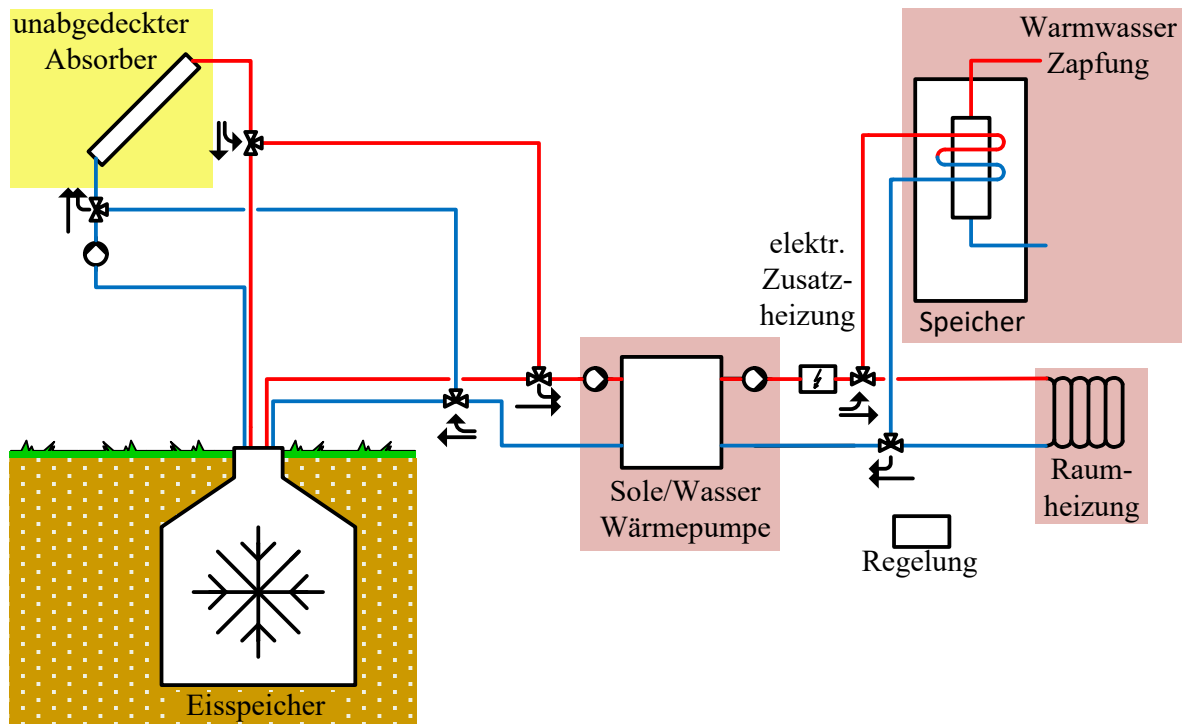 unabgedeckter
Absorber
Warmwasser
Zapfung
elektr.
Zusatz-
heizung
Speicher
Sole/Wasser
Wärmepumpe
Raum-
heizung
Regelung
Eisspeicher